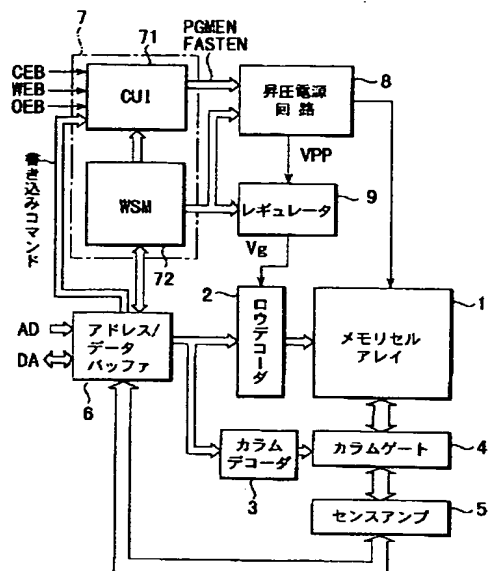 7
71
PGMEN
FASTEN
CEB
WEB
OEB
CUI
昇圧電源
回路
8
書き込みコマンド
VPP
WSM
レギュレータ
9
72
Vg
2
1
AD
DA
アドレス/
データ
バッファ
6
ロウデコーダ
メモリセル
アレイ
カラム
デコーダ
3
カラムゲート
4
センスアンプ
5